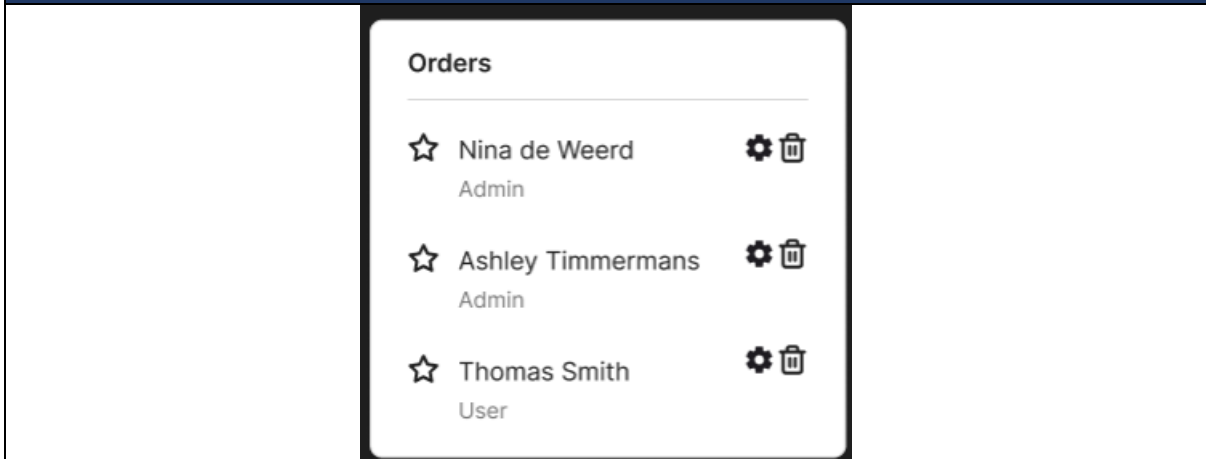 Orders
Nina de Weerd
Admin
Ashley Timmermans
Admin
Thomas Smith
User